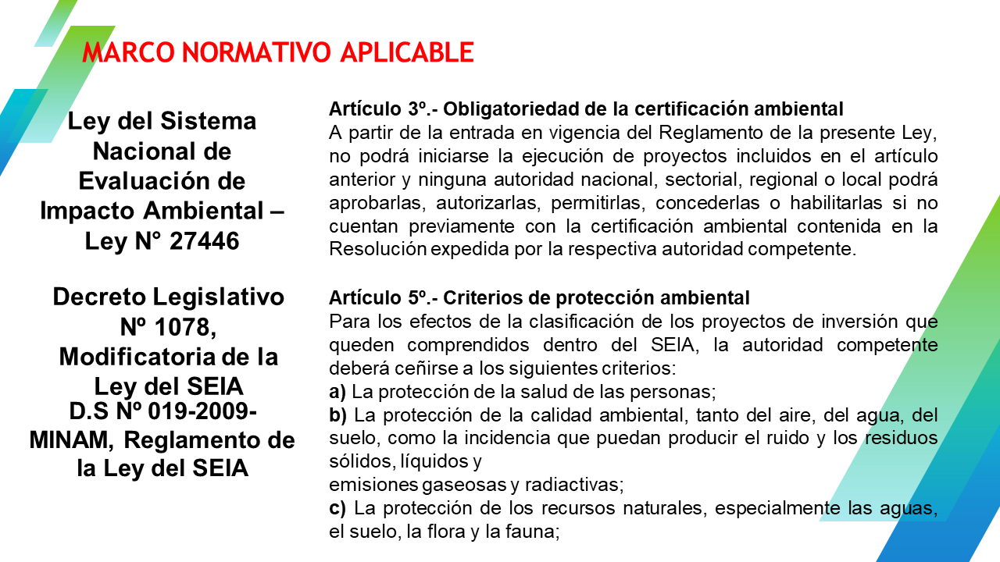 MARCO NORMATIVO APLICABLE
Ley del Sistema
Nacional de
Evaluación de
Impacto Ambiental –
Ley N° 27446
Decreto Legislativo
Nº 1078,
Modificatoria de la
Ley del SEIA
D.S Nº 019-2009-
MINAM, Reglamento de
la Ley del SEIA
Artículo 3º.- Obligatoriedad de la certificación ambiental
A partir de la entrada en vigencia del Reglamento de la presente Ley,
no podrá iniciarse la ejecución de proyectos incluidos en el artículo
anterior y ninguna autoridad nacional, sectorial, regional o local podrá
aprobarlas, autorizarlas, permitirlas, concederlas o habilitarlas si no
cuentan previamente con la certificación ambiental contenida en la
Resolución expedida por la respectiva autoridad competente.
Artículo 5º.- Criterios de protección ambiental
Para los efectos de la clasificación de los proyectos de inversión que
queden comprendidos dentro del SEIA, la autoridad competente
deberá ceñirse a los siguientes criterios:
a) La protección de la salud de las personas;
b) La protección de la calidad ambiental, tanto del aire, del agua, del
suelo, como la incidencia que puedan producir el ruido y los residuos
sólidos, líquidos y
emisiones gaseosas y radiactivas;
c) La protección de los recursos naturales, especialmente las aguas,
el suelo, la flora y la fauna;